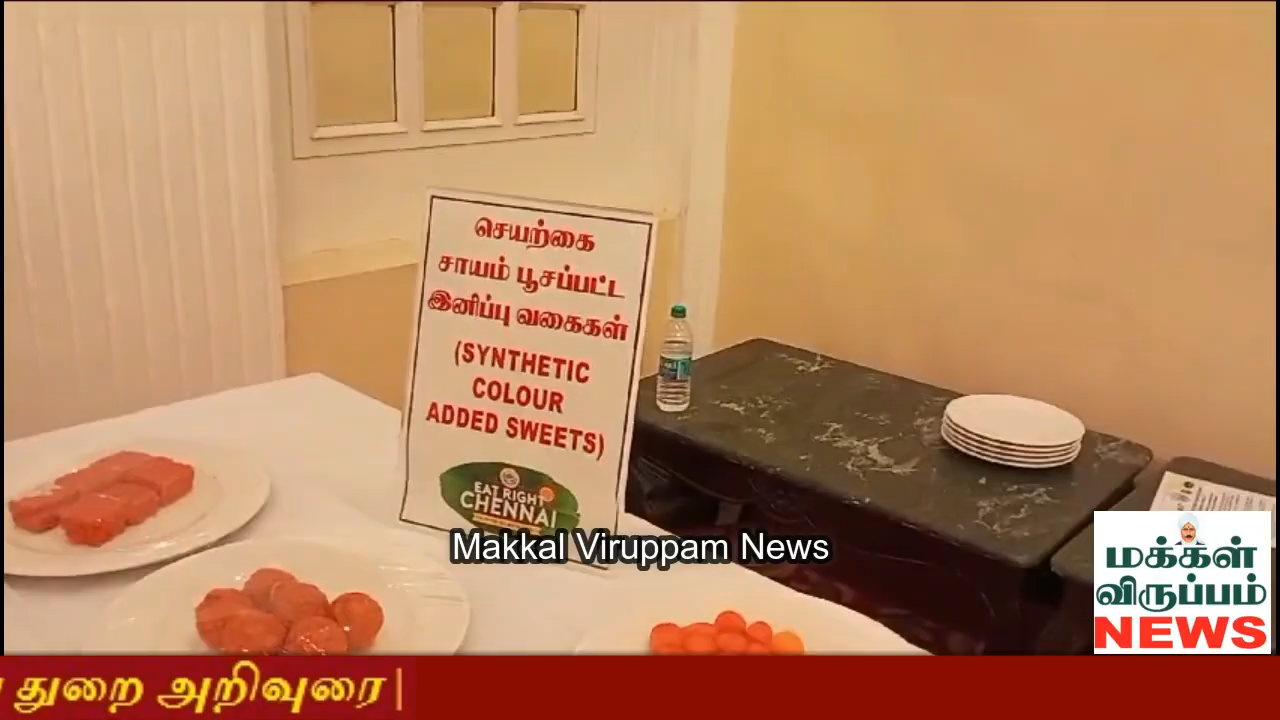 செயற்கை
சாயம் பூசப்பட்ட
இனிப்பு வகைகள்
(SYNTHETIC
COLOUR
ADDED SWEETS)
EAT RIGHT
CHENNAI
Makkal Viruppam News
மக்கள்
விருப்பம்
NEWS
துறை அறிவுரை|